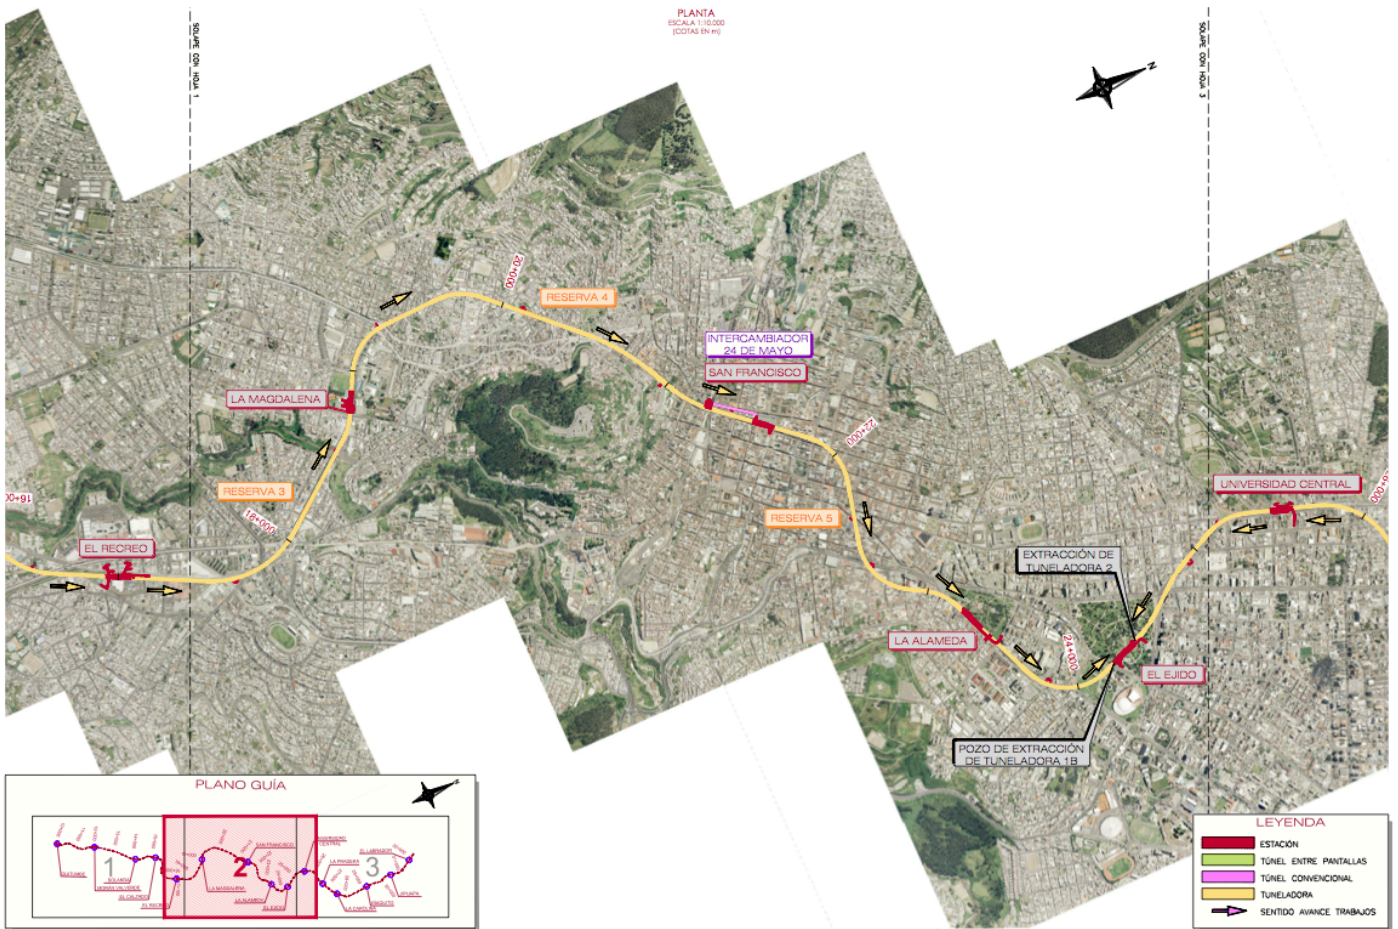 PLANTA
ESCALA 1:10.000
(COTAS EN m)
SOLAPE CON HOJA 1
SOLAPE CON HOJA 3
N
20+000
RESERVA 4
INTERCAMBIADOR
24 DE MAYO
SAN FRANCISCO
LA MAGDALENA
22+000
RESERVA 3
18+000
16+00
RESERVA 5
UNIVERSIDAD CENTRAL
EL RECREO
EXTRACCIÓN DE
TUNELADORA 2
LA ALAMEDA
24+000
EL EJIDO
POZO DE EXTRACCIÓN
DE TUNELADORA 1B
PLANO GUÍA
N
1
2
3
QUITUMBE
MORAN VALVERDE
SOLANDA
EL CALZADO
EL RECREO
LA MAGDALENA
SAN FRANCISCO
LA ALAMEDA
EL EJIDO
UNIVERSIDAD
CENTRAL
LA PRADERA
LA CAROLINA
IÑAQUITO
JIPIJAPA
EL LABRADOR
LEYENDA
ESTACIÓN
TÚNEL ENTRE PANTALLAS
TÚNEL CONVENCIONAL
TUNELADORA
SENTIDO AVANCE TRABAJOS